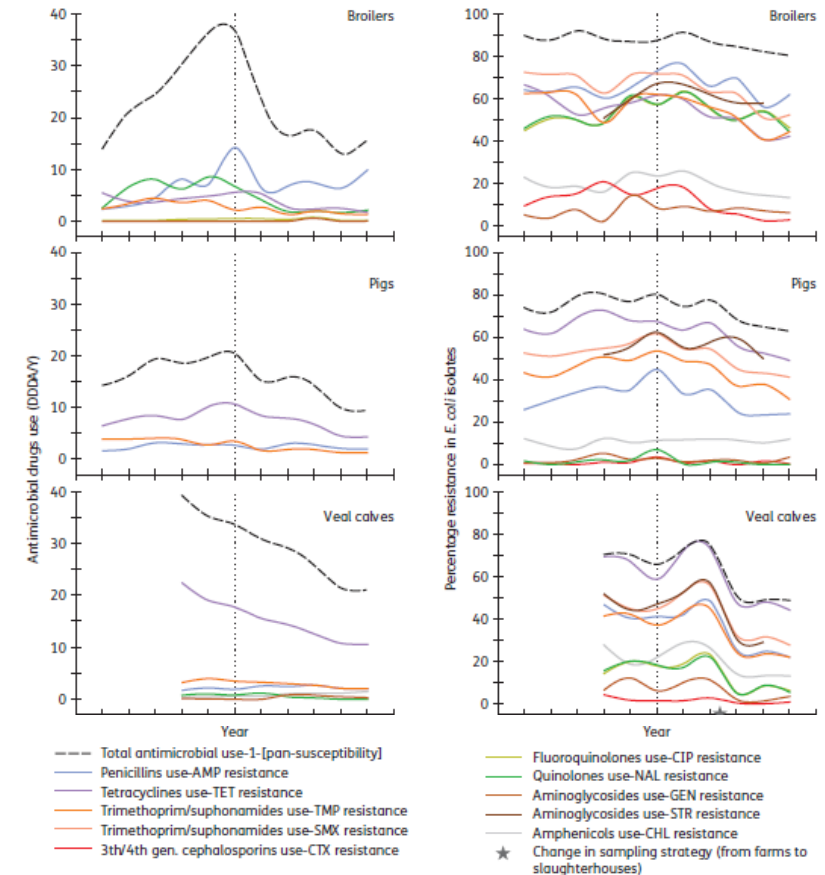 Broilers
40
30
20
10
0
Pigs
40
30
20
10
0
Veal calves
40
30
20
10
0
Antimicrobial drugs use (DDDA/Y)
Year
Broilers
100
80
60
40
20
0
Pigs
100
80
60
40
20
0
Veal calves
100
80
60
40
20
0
Percentage resistance in E. coli isolates
Year
Total antimicrobial use-1-[pan-susceptibility]
Penicillins use-AMP resistance
Tetracyclines use-TET resistance
Trimethoprim/suphonamides use-TMP resistance
Trimethoprim/suphonamides use-SMX resistance
3th/4th gen. cephalosporins use-CTX resistance
Fluoroquinolones use-CIP resistance
Quinolones use-NAL resistance
Aminoglycosides use-GEN resistance
Aminoglycosides use-STR resistance
Amphenicols use-CHL resistance
Change in sampling strategy (from farms to
slaughterhouses)